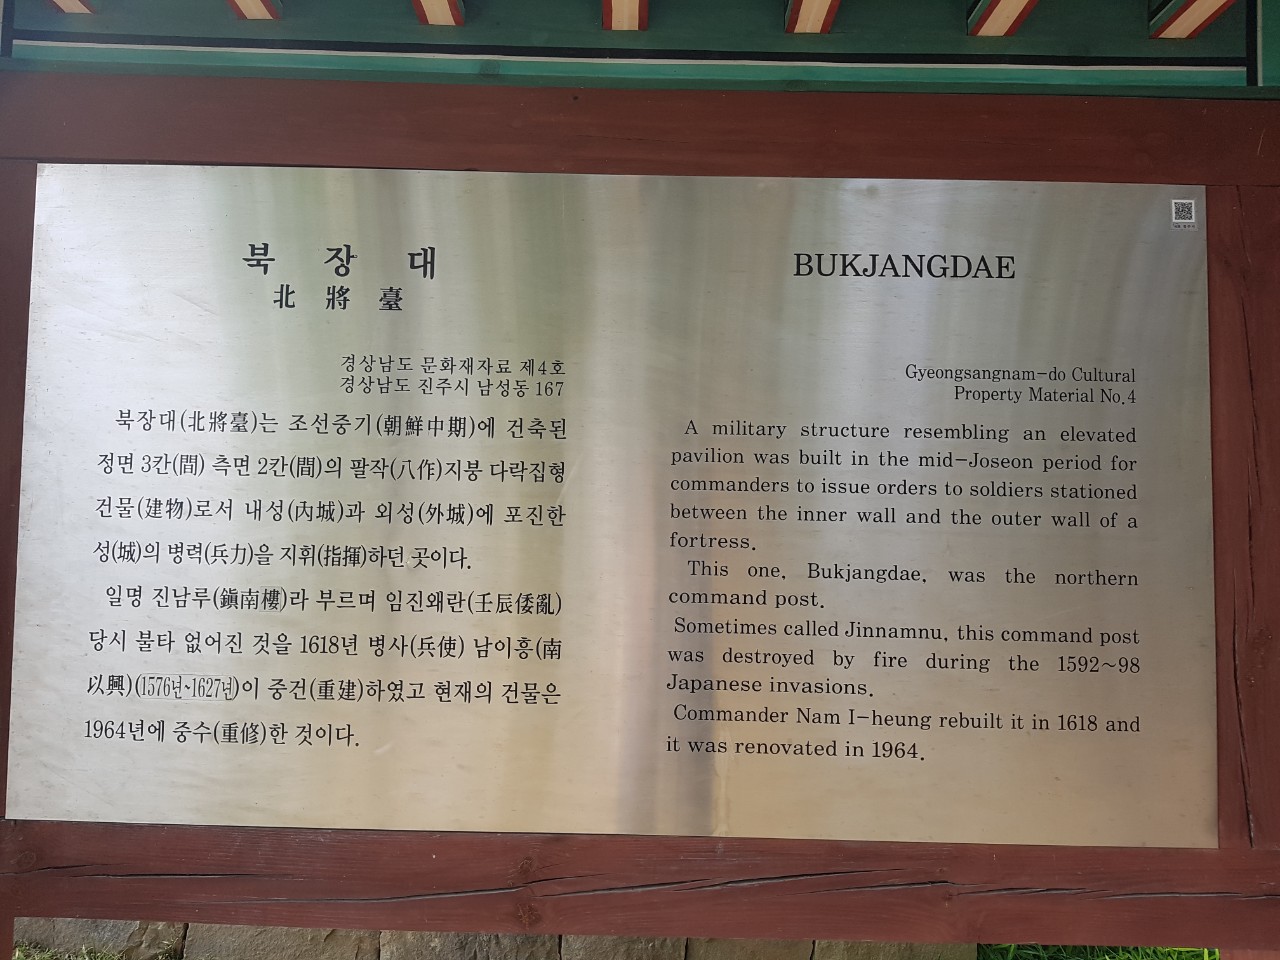 북 장 대
北 將 臺
경상남도 문화재자료 제4호
경상남도 진주시 남성동 167
북장대(北將臺)는 조선중기(朝鮮中期)에 건축된
정면 3칸(間) 측면 2칸(間)의 팔작(八作)지붕 다락집형
건물(建物)로서 내성(內城)과 외성(外城)에 포진한
성(城)의 병력(兵力)을 지휘(指揮)하던 곳이다.
일명 진남루(鎭南樓)라 부르며 임진왜란(壬辰倭亂)
당시 불타 없어진 것을 1618년 병사(兵使) 남이흥(南
以興)(1576년~1627년)이 중건(重建)하였고 현재의 건물은
1964년에 중수(重修)한 것이다.
BUKJANGDAE
Gyeongsangnam-do Cultural
Property Material No.4
A military structure resembling an elevated
pavilion was built in the mid-Joseon period for
commanders to issue orders to soldiers stationed
between the inner wall and the outer wall of a
fortress.
This one, Bukjangdae, was the northern
command post.
Sometimes called Jinnamnu, this command post
was destroyed by fire during the 1592~98
Japanese invasions.
Commander Nam I-heung rebuilt it in 1618 and
it was renovated in 1964.